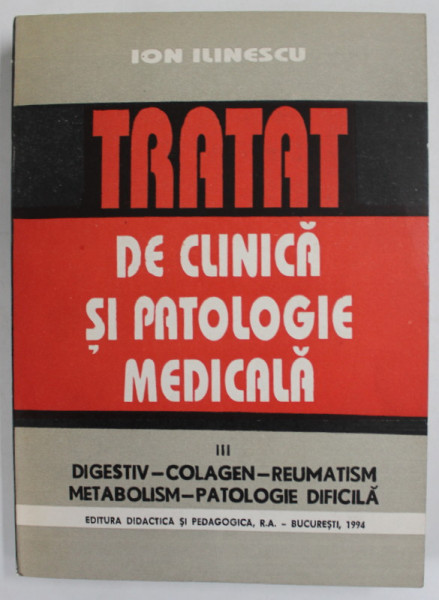 ION ILINESCU
TRATAT
DE CLINICĂ
ȘI PATOLOGIE
MEDICALĂ
III
DIGESTIV-COLAGEN-REUMATISM
METABOLISM-PATOLOGIE DIFICILĂ
EDITURA DIDACTICA ȘI PEDAGOGICA, R.A. - BUCUREȘTI, 1994